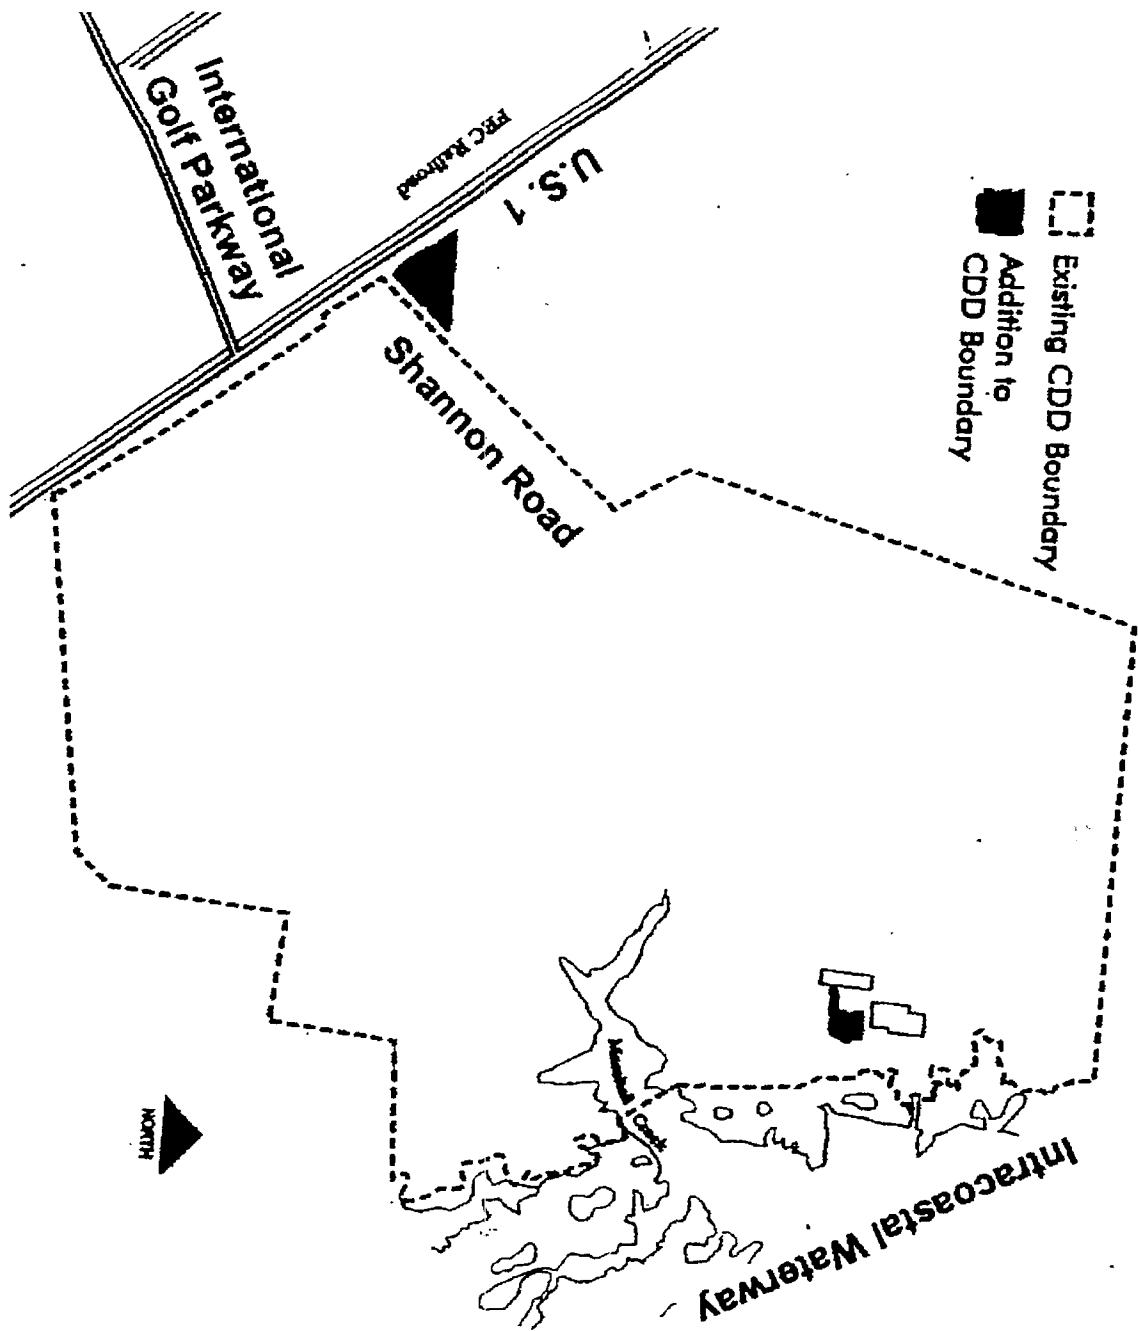 International
Golf Parkway
FEC Railroad
U.S. 1
Existing CDD Boundary
Addition to
CDD Boundary
Shannon Road
Creek
NORTH
Intracoastal Waterway